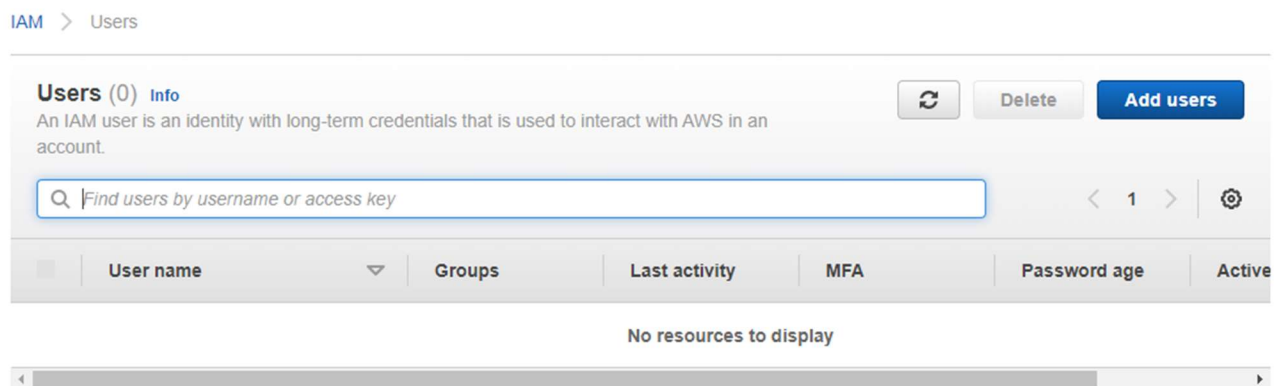 IAM > Users
Users (0) Info
Delete
Add users
An IAM user is an identity with long-term credentials that is used to interact with AWS in an
account.
Find users by username or access key
< 1 >
User name
Groups
Last activity
MFA
Password age
Active
No resources to display